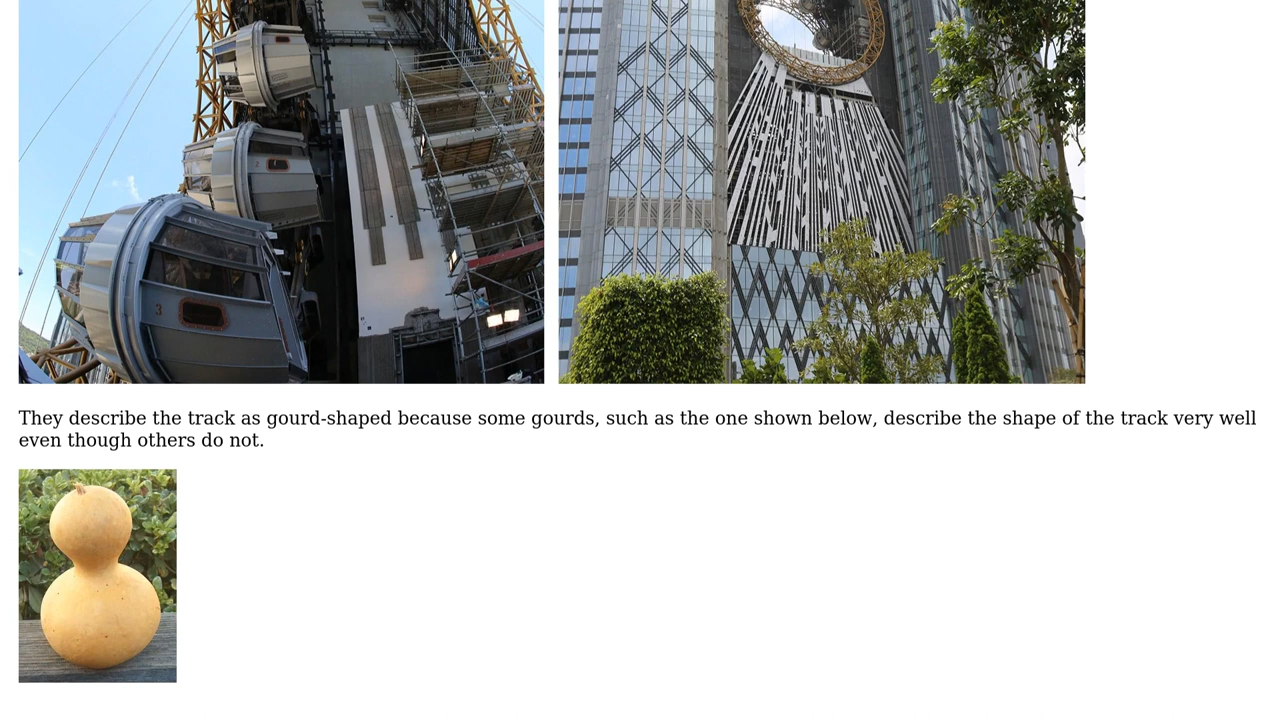 3
They describe the track as gourd-shaped because some gourds, such as the one shown below, describe the shape of the track very well
even though others do not.